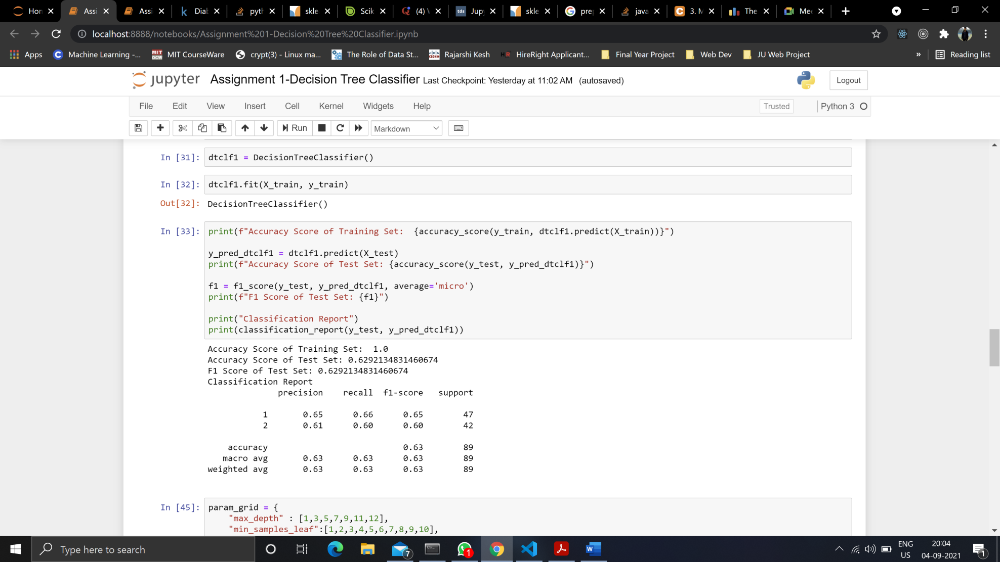 Hon
Assi
Assi
Dial
pyth
skle
Scik
(4) \
Jupy
skle
prep
java
3. M
The
Mee
localhost:8888/notebooks/Assignment%201-Decision%20Tree%20Classifier.ipynb
Apps
Machine Learning -...
MIT CourseWare
crypt(3) - Linux ma...
The Role of Data St...
Rajarshi Kesh
HireRight Applicant...
Final Year Project
Web Dev
JU Web Project
»
Reading list
jupyter Assignment 1-Decision Tree Classifier Last Checkpoint: Yesterday at 11:02 AM (autosaved)
Logout
File Edit View Insert Cell Kernel Widgets Help
Trusted
Python 3
Run
Markdown
In [31]: dtclf1 = DecisionTreeClassifier()
In [32]: dtclf1.fit(X_train, y_train)
Out[32]: DecisionTreeClassifier()
In [33]: print(f"Accuracy Score of Training Set:  {accuracy_score(y_train, dtclf1.predict(X_train))}")
y_pred_dtclf1 = dtclf1.predict(X_test)
print(f"Accuracy Score of Test Set: {accuracy_score(y_test, y_pred_dtclf1)}")
f1 = f1_score(y_test, y_pred_dtclf1, average='micro')
print(f"F1 Score of Test Set: {f1}")
print("Classification Report")
print(classification_report(y_test, y_pred_dtclf1))
Accuracy Score of Training Set:  1.0
Accuracy Score of Test Set: 0.6292134831460674
F1 Score of Test Set: 0.6292134831460674
Classification Report
precision recall f1-score support
1 0.65 0.66 0.65 47
2 0.61 0.60 0.60 42
accuracy 0.63 89
macro avg 0.63 0.63 0.63 89
weighted avg 0.63 0.63 0.63 89
In [45]: param_grid = {
"max_depth" : [1,3,5,7,9,11,12],
"min_samples_leaf":[1,2,3,4,5,6,7,8,9,10],
Type here to search
7
1
ENG
US
20:04
04-09-2021
1